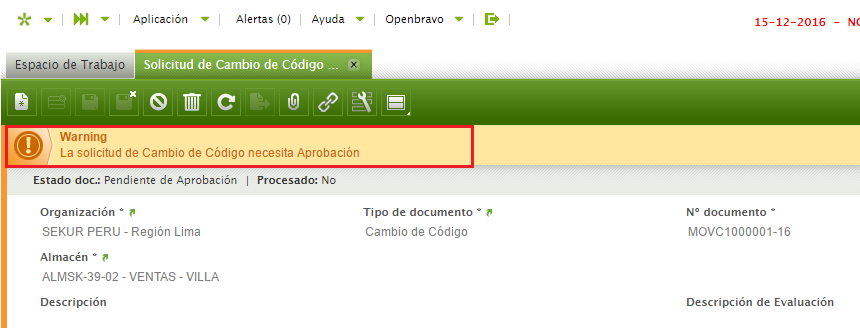 Aplicación Alertas (0) Ayuda Openbravo 15-12-2016 -
Espacio de Trabajo Solicitud de Cambio de Código ...
Warning
La solicitud de Cambio de Código necesita Aprobación
Estado doc.: Pendiente de Aprobación | Procesado: No
Organización * Tipo de documento * Nº documento *
SEKUR PERU - Región Lima Cambio de Código MOVC1000001-16
Almacén *
ALMSK-39-02 - VENTAS - VILLA
Descripción Descripción de Evaluación